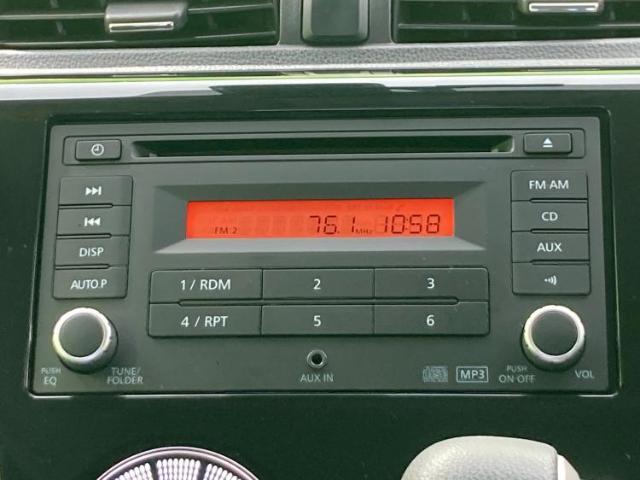 FM 2 76.1 MHz 10:58
DISP
AUTO.P
FM AM
CD
AUX
1 / RDM 2 3
4 / RPT 5 6
PUSH EQ
TUNE/ FOLDER
AUX IN
MP3
PUSH ON·OFF
VOL